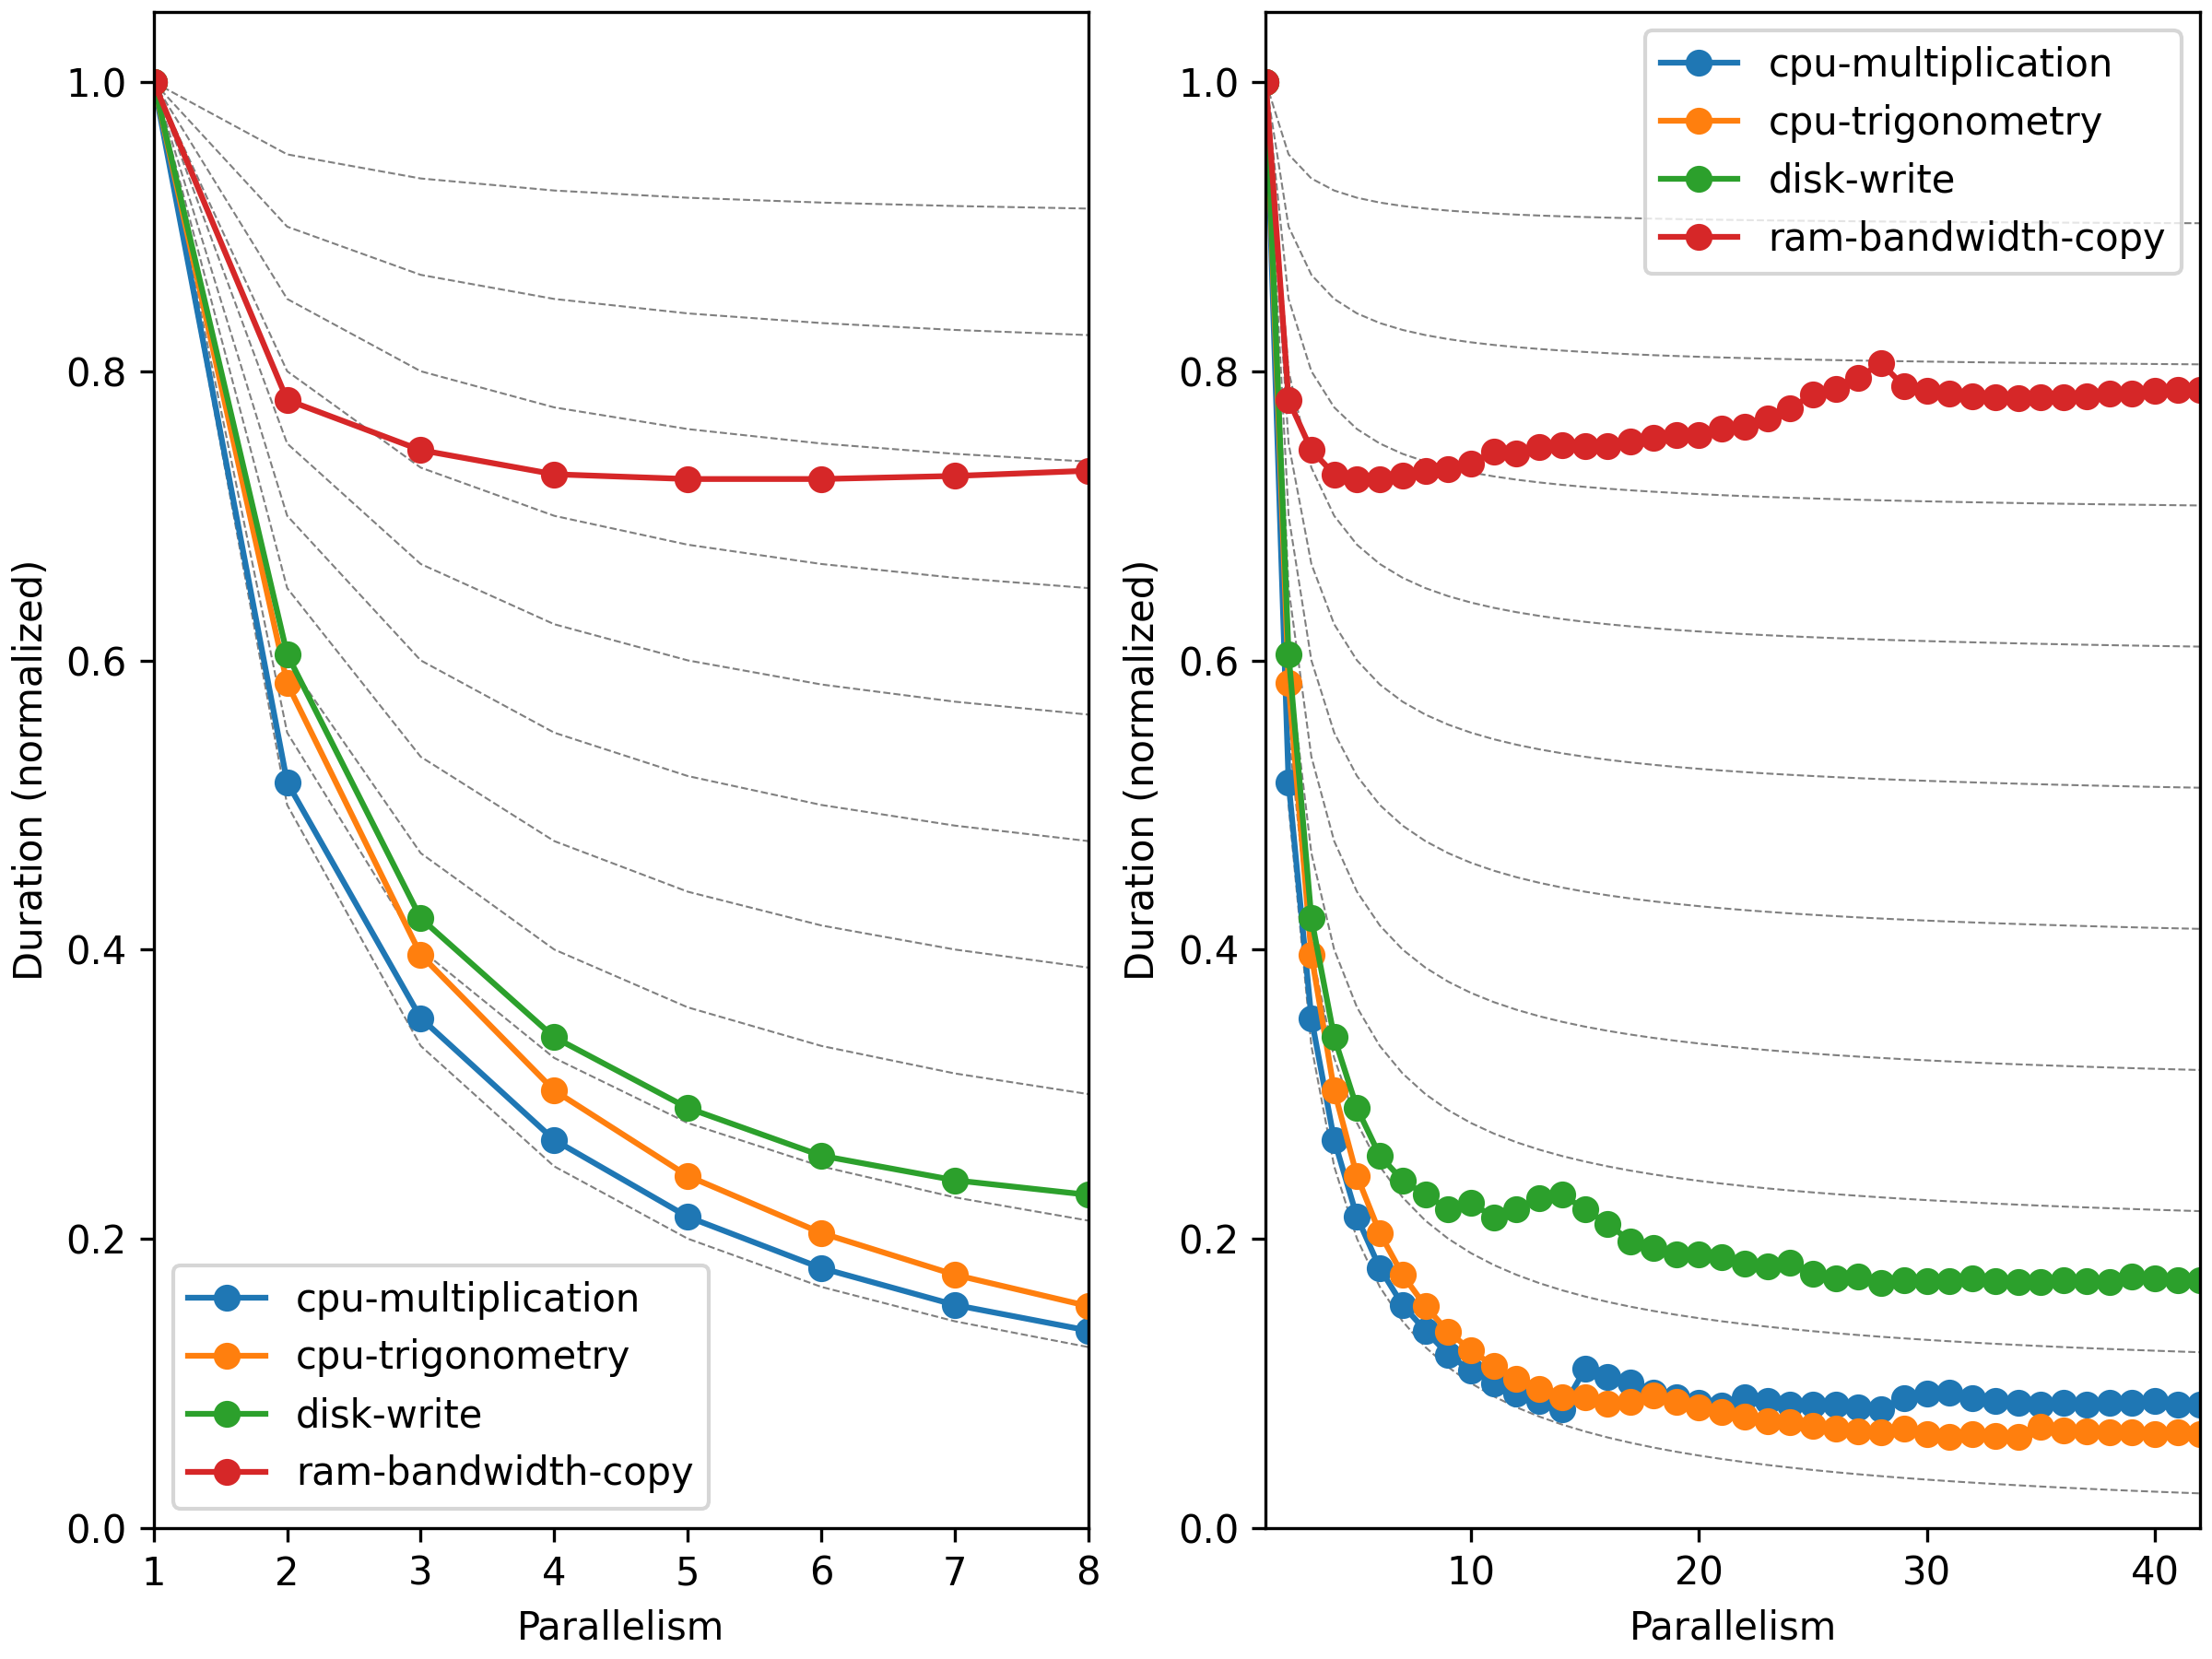 Duration (normalized)
1.0
0.8
0.6
0.4
0.2
0.0
cpu-multiplication
cpu-trigonometry
disk-write
ram-bandwidth-copy
1 2 3 4 5 6 7 8
Parallelism
Duration (normalized)
1.0
0.8
0.6
0.4
0.2
0.0
cpu-multiplication
cpu-trigonometry
disk-write
ram-bandwidth-copy
10 20 30 40
Parallelism